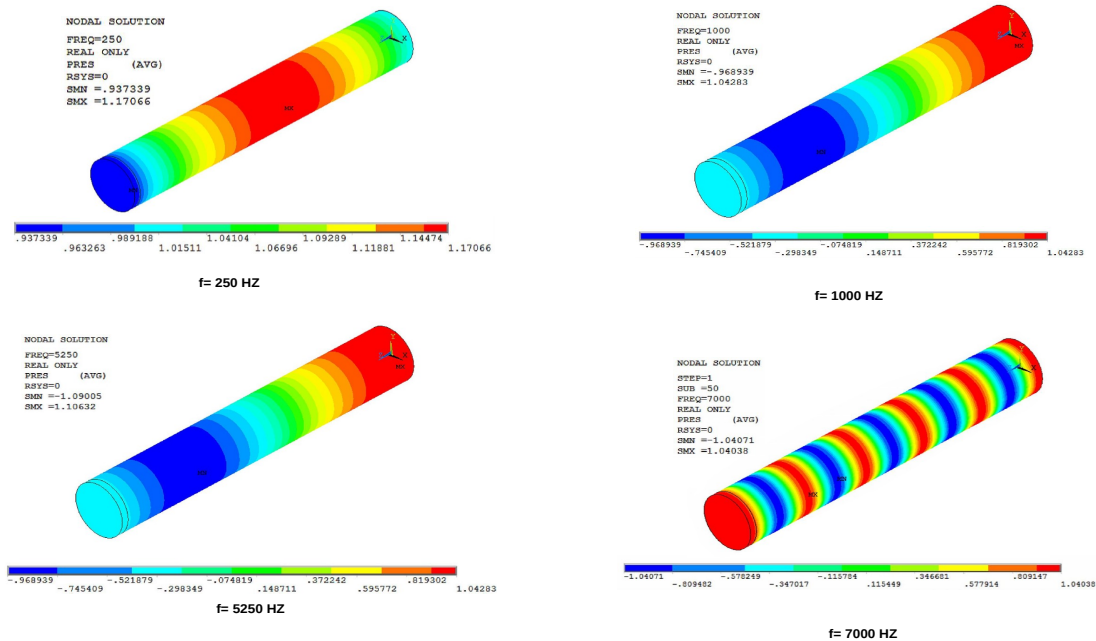 NODAL SOLUTION
FREQ=250
REAL ONLY
PRES (AVG)
RSYS=0
SMN =.937339
SMX =1.17066
X
MX
MN
.937339 .989188 1.04104 1.09289 1.14474
.963263 1.01511 1.06696 1.11881 1.17066
f= 250 HZ
NODAL SOLUTION
FREQ=1000
REAL ONLY
PRES (AVG)
RSYS=0
SMN =-.968939
SMX =1.04283
Y
X
MX
-.968939 -.521879 -.074819 .372242 .819302
-.745409 -.298349 .148711 .595772 1.04283
f= 1000 HZ
NODAL SOLUTION
FREQ=5250
REAL ONLY
PRES (AVG)
RSYS=0
SMN =-1.09005
SMX =1.10632
Y
X
MX
-.968939 -.521879 -.074819 .372242 .819302
-.745409 -.298349 .148711 .595772 1.04283
f= 5250 HZ
NODAL SOLUTION
STEP=1
SUB =50
FREQ=7000
REAL ONLY
PRES (AVG)
RSYS=0
SMN =-1.04071
SMX =1.04038
Y
X
MX
-1.04071 -.578249 -.115784 .346681 .809147
-.809482 -.347017 .115449 .577914 1.04038
f= 7000 HZ